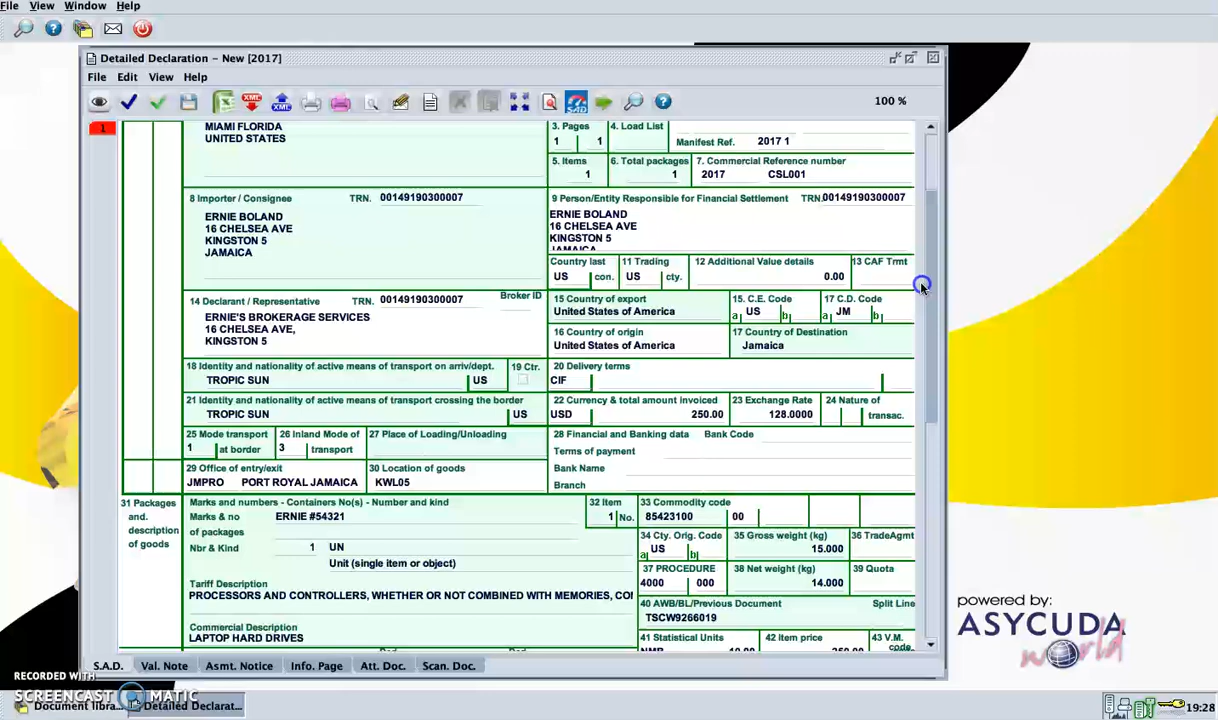 File View Window Help
Detailed Declaration - New [2017]
File Edit View Help
100 %
1
MIAMI FLORIDA
UNITED STATES
3. Pages 4. Load List
1 1
Manifest Ref. 2017 1
5. Items 6. Total packages 7. Commercial Reference number
1 1 2017 CSL001
8 Importer / Consignee TRN. 00149190300007
ERNIE BOLAND
16 CHELSEA AVE
KINGSTON 5
JAMAICA
9 Person/Entity Responsible for Financial Settlement TRN. 00149190300007
ERNIE BOLAND
16 CHELSEA AVE
KINGSTON 5
JAMAICA
Country last 11 Trading 12 Additional Value details 13 CAF Trmt
US con. US cty. 0.00
14 Declarant / Representative TRN. 00149190300007 Broker ID
ERNIE'S BROKERAGE SERVICES
16 CHELSEA AVE,
KINGSTON 5
15 Country of export 15. C.E. Code 17 C.D. Code
United States of America a US b a JM b
16 Country of origin 17 Country of Destination
United States of America Jamaica
18 Identity and nationality of active means of transport on arriv/dept. 19 Ctr.
TROPIC SUN US
20 Delivery terms
CIF
21 Identity and nationality of active means of transport crossing the border
TROPIC SUN US
22 Currency & total amount invoiced 23 Exchange Rate 24 Nature of
USD 250.00 128.0000 transac.
25 Mode transport 26 Inland Mode of 27 Place of Loading/Unloading
1 at border 3 transport
28 Financial and Banking data Bank Code
Terms of payment
Bank Name
Branch
29 Office of entry/exit 30 Location of goods
JMPRO PORT ROYAL JAMAICA KWL05
31 Packages
and.
description
of goods
Marks and numbers - Containers No(s) - Number and kind
Marks & no ERNIE #54321
of packages
Nbr & Kind 1 UN
Unit (single item or object)
Tariff Description
PROCESSORS AND CONTROLLERS, WHETHER OR NOT COMBINED WITH MEMORIES, CO
Commercial Description
LAPTOP HARD DRIVES
32 Item 33 Commodity code
1 No. 85423100 00
34 Cty. Orig. Code 35 Gross weight (kg) 36 TradeAgmt
a US b 15.000
37 PROCEDURE 38 Net weight (kg) 39 Quota
4000 000 14.000
40 AWB/BL/Previous Document Split Line
TSCW9266019
41 Statistical Units 42 Item price 43 V.M.
code
S.A.D. Val. Note Asmt. Notice Info. Page Att. Doc. Scan. Doc.
powered by:
ASYCUDA
world
RECORDED WITH
SCREENCAST MATIC
Document libra... Detailed Declarat... 19:28